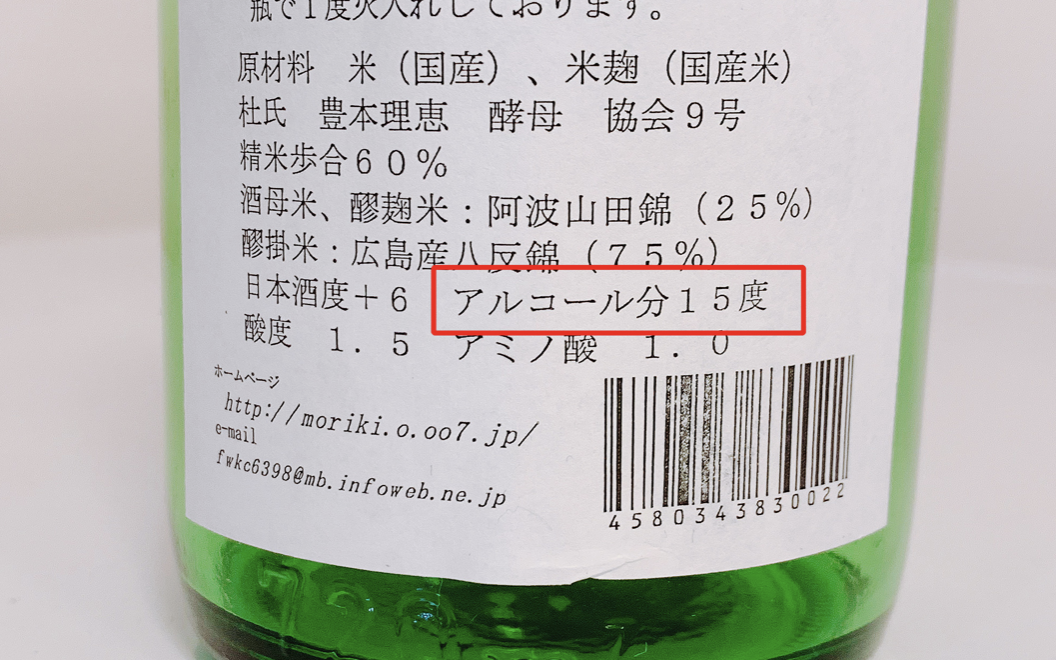 瓶で１度火入れしております。
原材料　米（国産）、米麹（国産米）
杜氏　豊本理恵　酵母　協会９号
精米歩合６０％
酒母米、醪麹米：阿波山田錦（２５％）
醪掛米：広島産八反錦（７５％）
日本酒度＋６　アルコール分１５度
酸度　１．５　アミノ酸　１．０
ホームページ
http://moriki.o.oo7.jp/
e-mail
fwkc6398@mb.infoweb.ne.jp
4580343830022